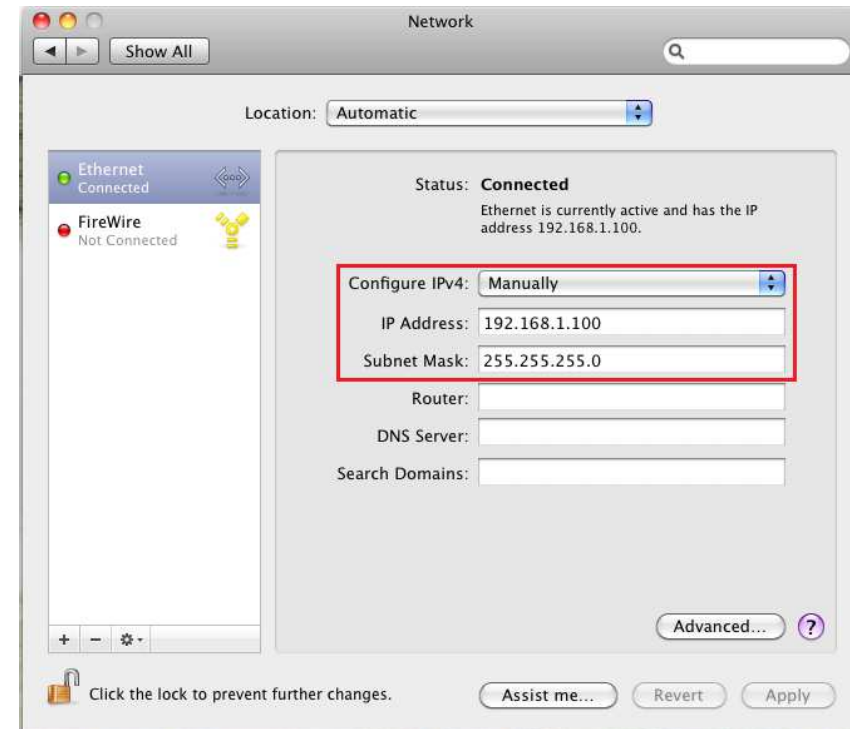 Network
Show All
Location: Automatic
Ethernet
Connected
FireWire
Not Connected
Status: Connected
Ethernet is currently active and has the IP
address 192.168.1.100.
Configure IPv4: Manually
IP Address: 192.168.1.100
Subnet Mask: 255.255.255.0
Router:
DNS Server:
Search Domains:
Advanced... ?
+ −
Click the lock to prevent further changes.
Assist me... Revert Apply